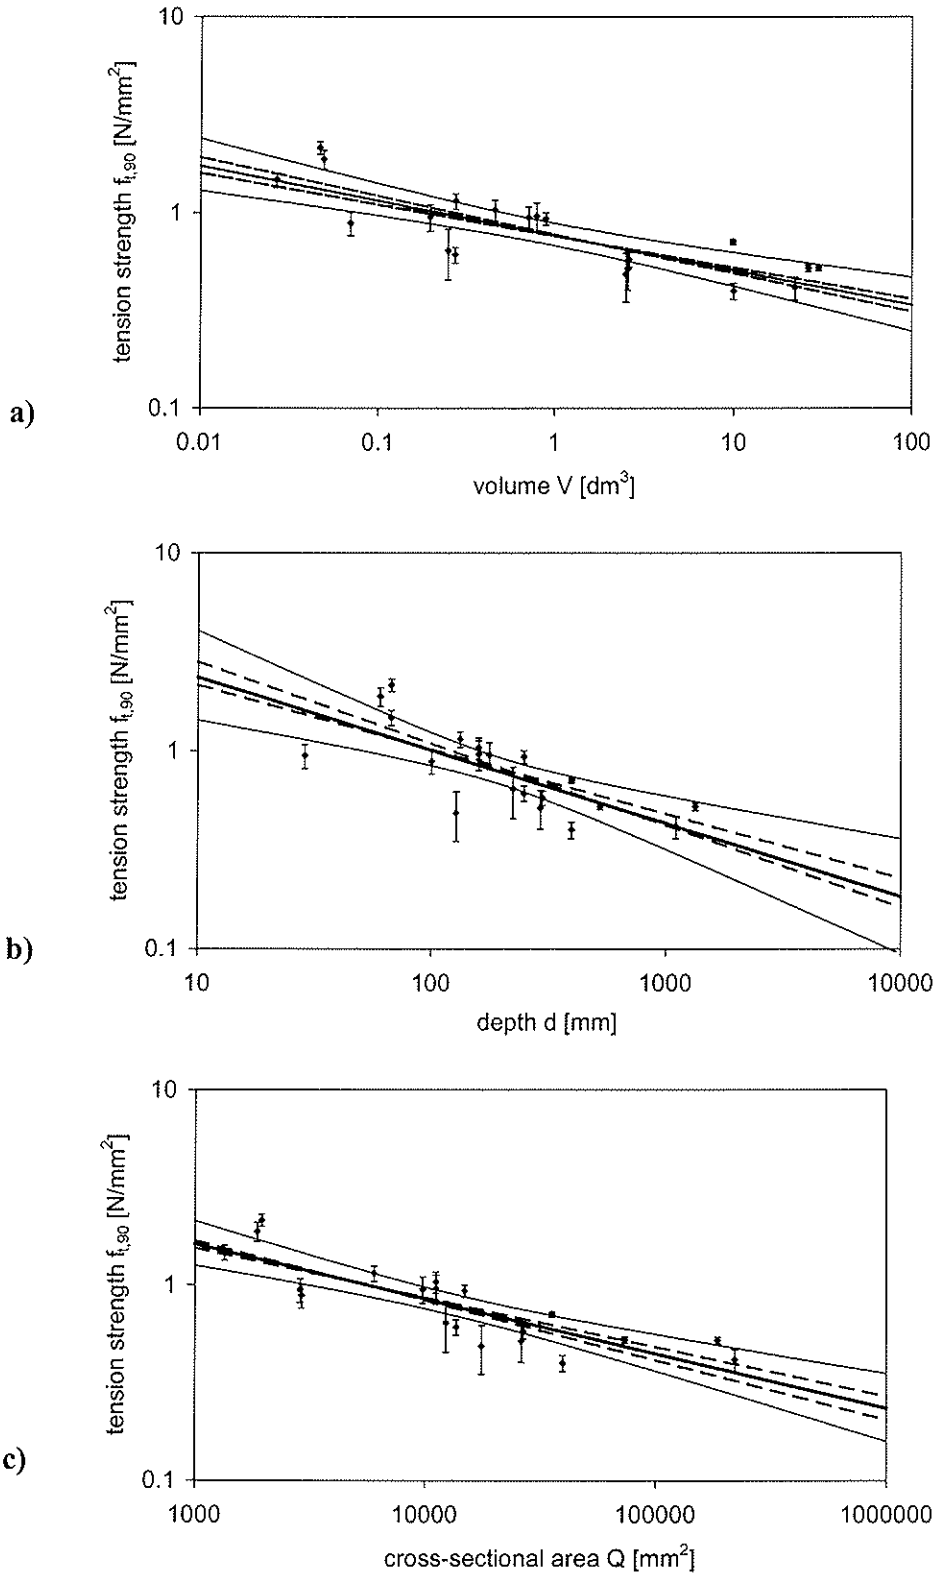 10
1
0.1
tension strength f_t,90 [N/mm²]
a)
0.01 0.1 1 10 100
volume V [dm³]
10
1
0.1
tension strength f_t,90 [N/mm²]
b)
10 100 1000 10000
depth d [mm]
10
1
0.1
tension strength f_t,90 [N/mm²]
c)
1000 10000 100000 1000000
cross-sectional area Q [mm²]